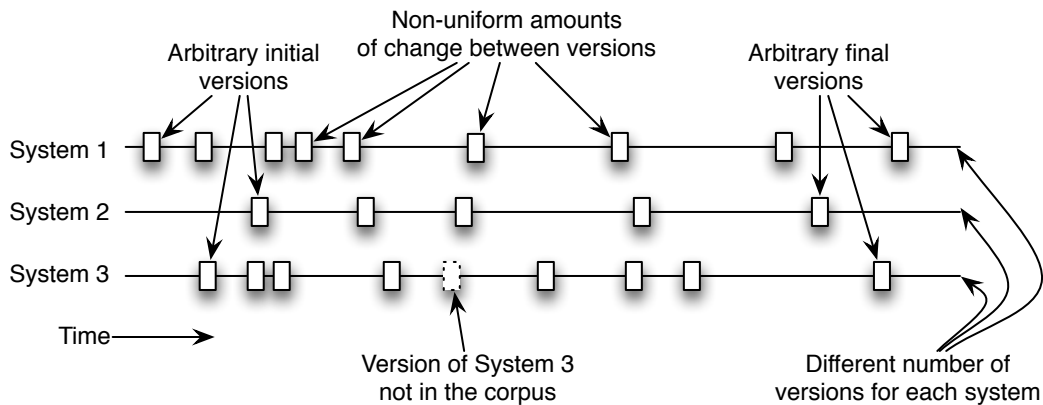 Non-uniform amounts
of change between versions
Arbitrary initial
versions
Arbitrary final
versions
System 1
System 2
System 3
Time
Version of System 3
not in the corpus
Different number of
versions for each system